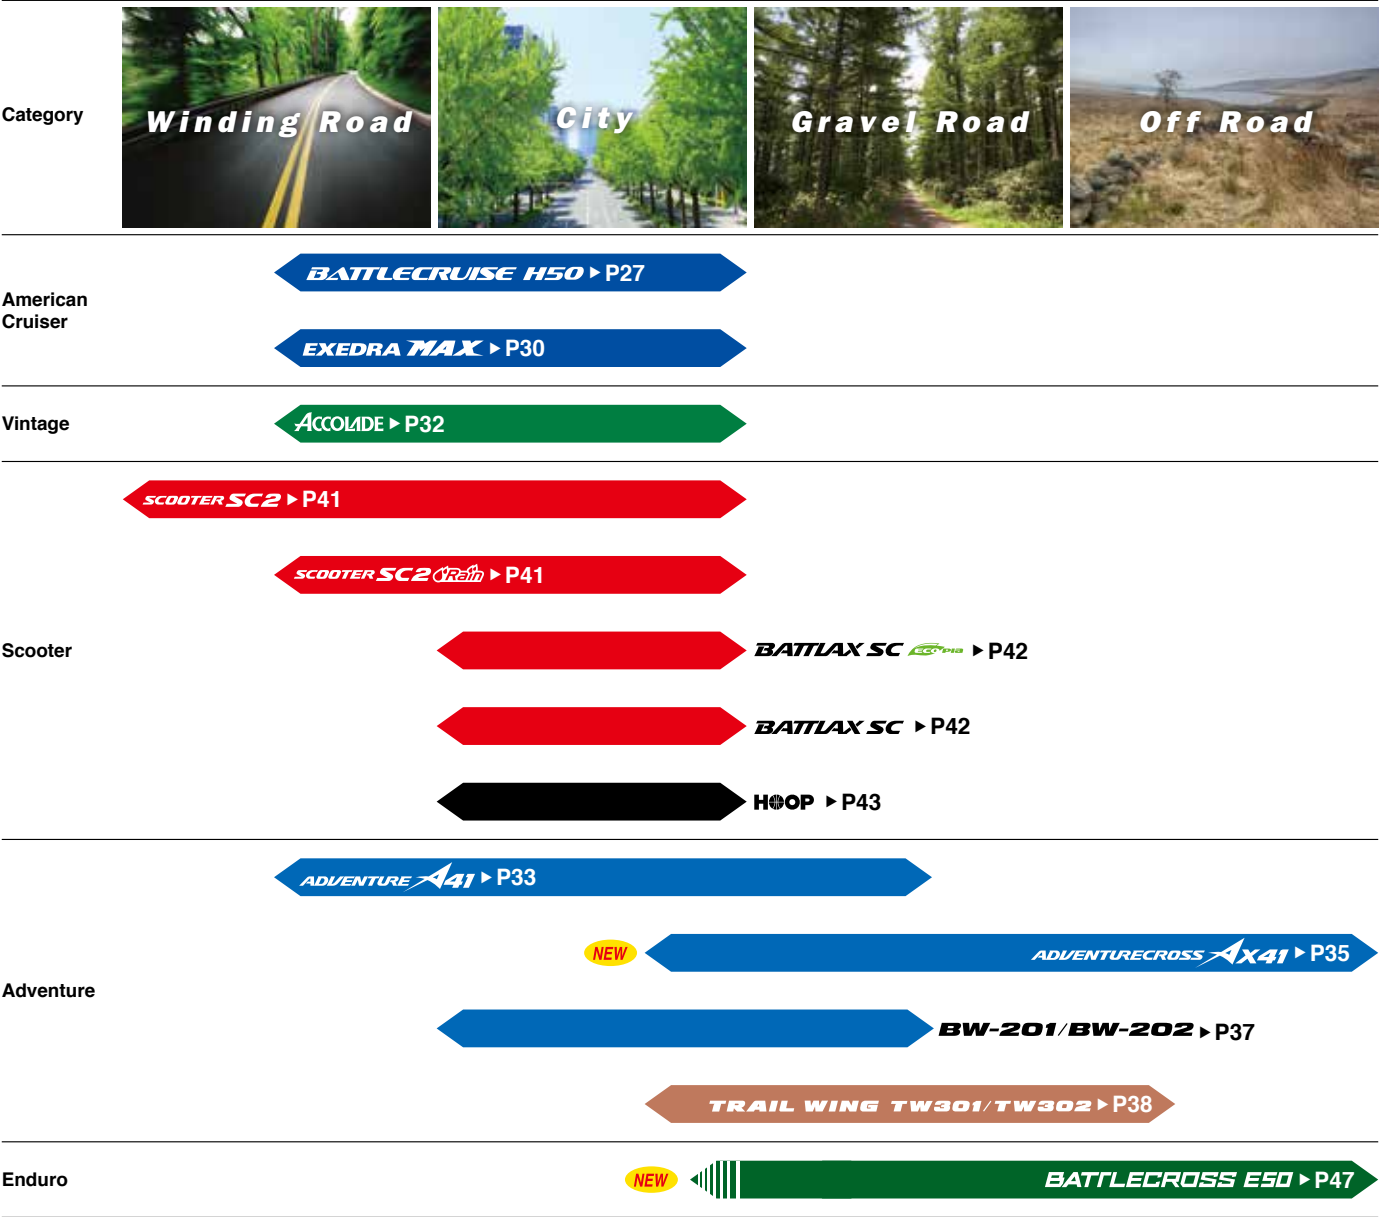 Category
Winding Road
City
Gravel Road
Off Road
American
Cruiser
BATTLECRUISE H50 ▶ P27
EXEDRA MAX ▶ P30
Vintage
ACCOLADE ▶ P32
Scooter
SCOOTER SC2 ▶ P41
SCOOTER SC2 Rain ▶ P41
BATTLAX SC ECOPIA ▶ P42
BATTLAX SC ▶ P42
HOOP ▶ P43
Adventure
ADVENTURE A41 ▶ P33
NEW
ADVENTURECROSS AX41 ▶ P35
BW-201/BW-202 ▶ P37
TRAIL WING TW301/TW302 ▶ P38
Enduro
NEW
BATTLECROSS E50 ▶ P47